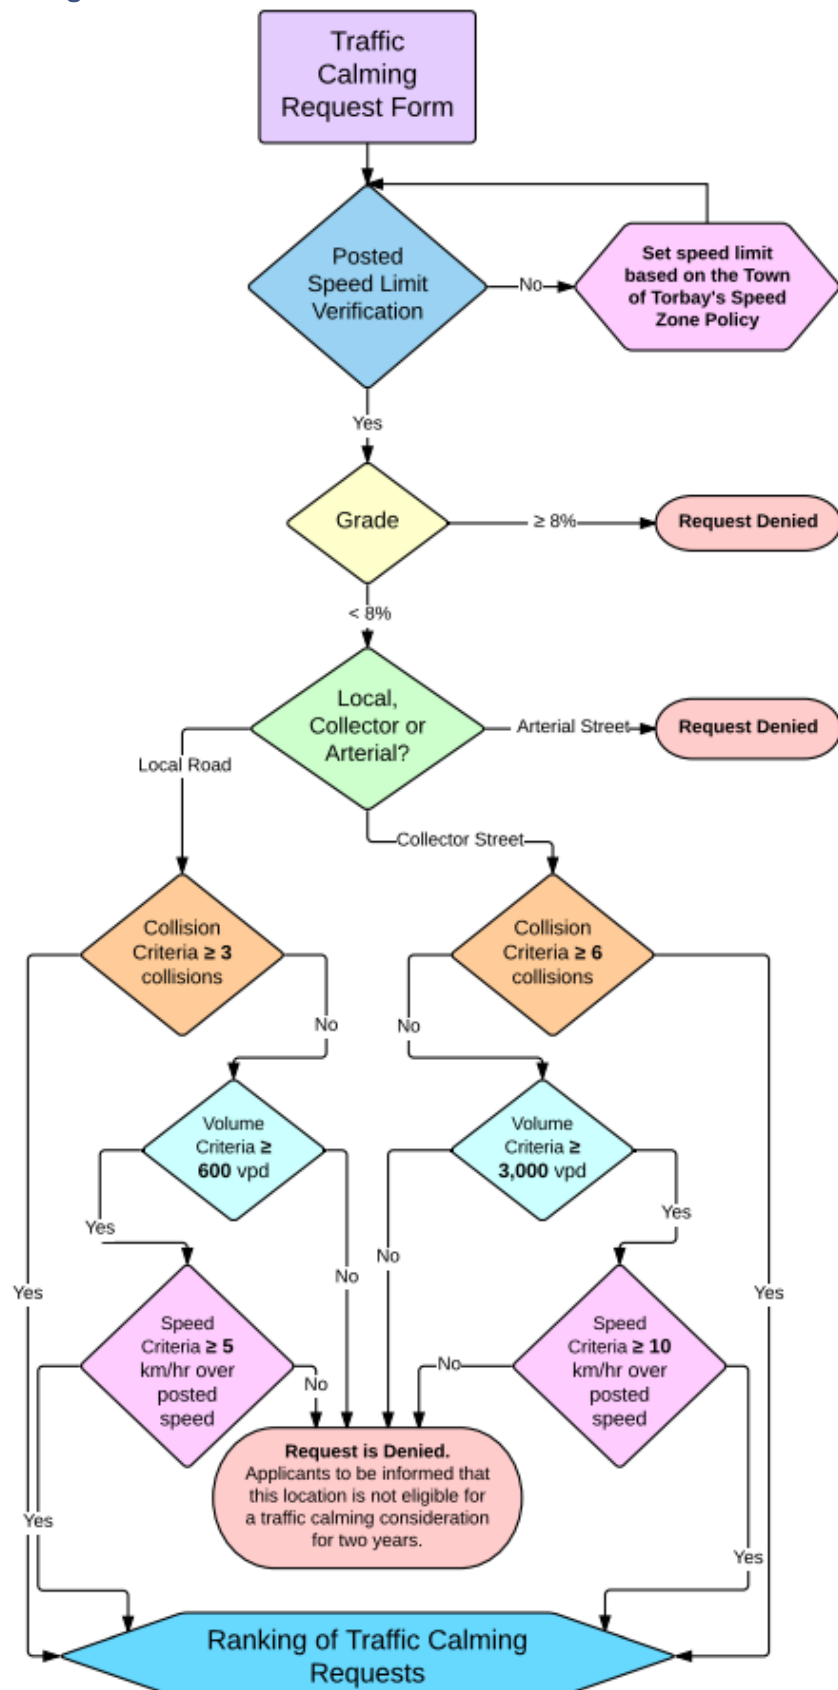 Traffic
Calming
Request Form
Posted
Speed Limit
Verification
No
Set speed limit
based on the Town
of Torbay's Speed
Zone Policy
Yes
Grade
≥ 8%
Request Denied
< 8%
Local,
Collector or
Arterial?
Arterial Street
Request Denied
Local Road
Collector Street
Collision
Criteria ≥ 3
collisions
Collision
Criteria ≥ 6
collisions
No
No
Volume
Criteria ≥
600 vpd
Volume
Criteria ≥
3,000 vpd
Yes
Yes
No
No
Yes
Yes
Speed
Criteria ≥ 5
km/hr over
posted
speed
Speed
Criteria ≥ 10
km/hr over
posted
speed
No
No
Request is Denied.
Applicants to be informed that
this location is not eligible for
a traffic calming consideration
for two years.
Yes
Yes
Ranking of Traffic Calming
Requests